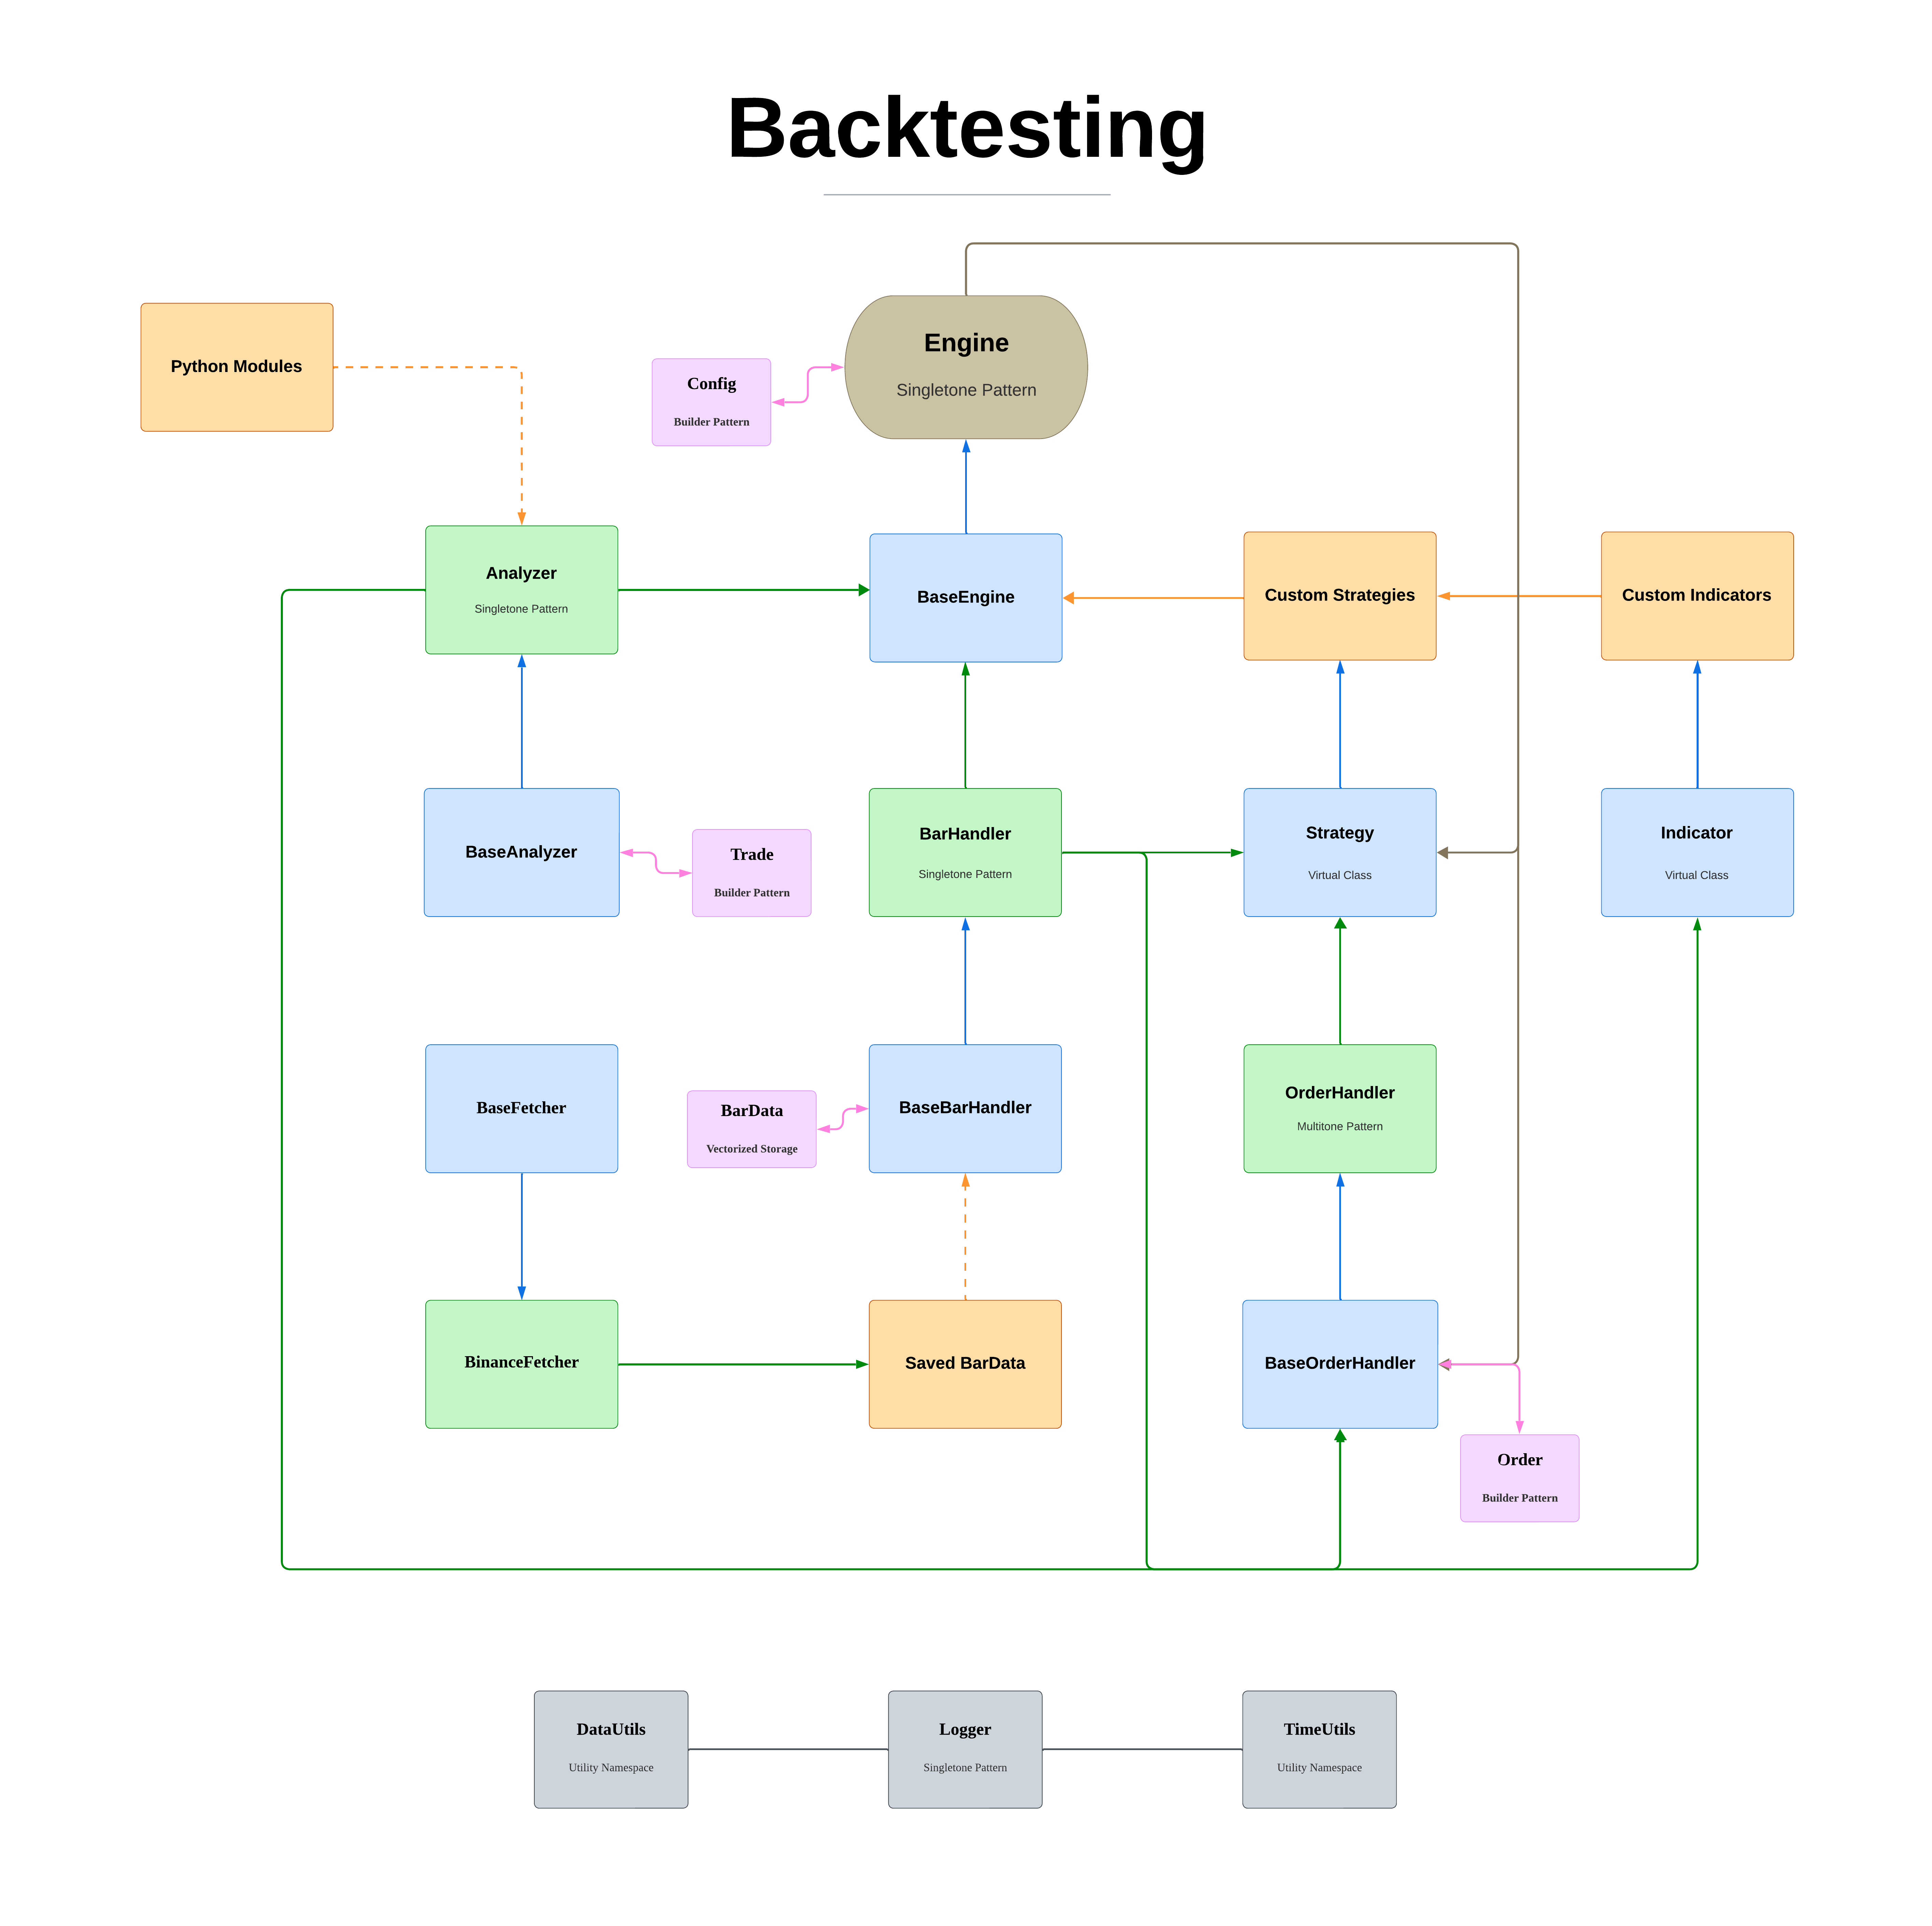 Backtesting
Engine
Singletone Pattern
Python Modules
Config
Builder Pattern
Analyzer
Singletone Pattern
BaseEngine
Custom Strategies
Custom Indicators
BaseAnalyzer
Trade
Builder Pattern
BarHandler
Singletone Pattern
Strategy
Virtual Class
Indicator
Virtual Class
BaseFetcher
BarData
Vectorized Storage
BaseBarHandler
OrderHandler
Multitone Pattern
BinanceFetcher
Saved BarData
BaseOrderHandler
Order
Builder Pattern
DataUtils
Utility Namespace
Logger
Singletone Pattern
TimeUtils
Utility Namespace